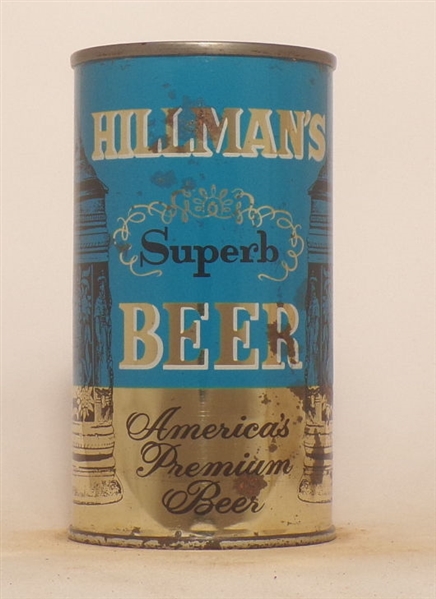 HILLMAN'S
Superb
BEER
America's
Premium
Beer